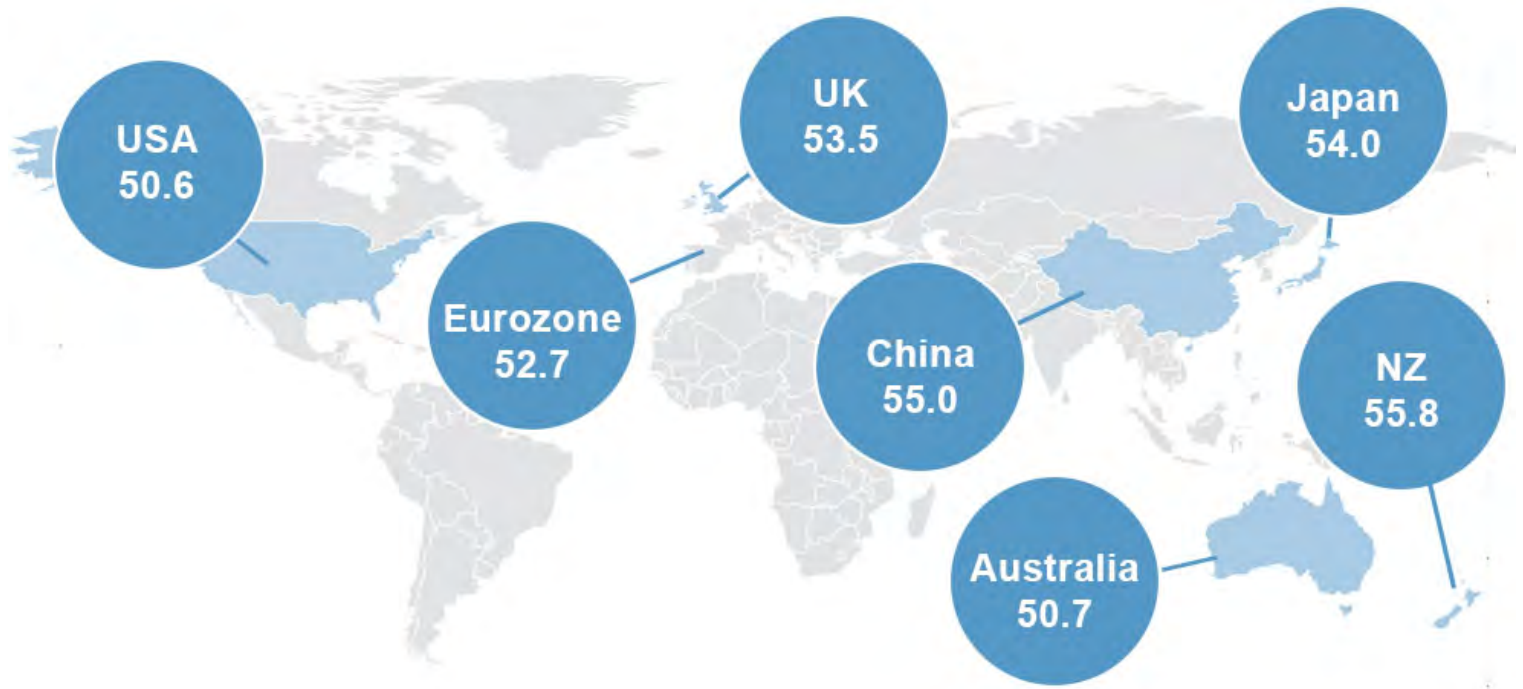 USA
50.6
UK
53.5
Japan
54.0
Eurozone
52.7
China
55.0
NZ
55.8
Australia
50.7